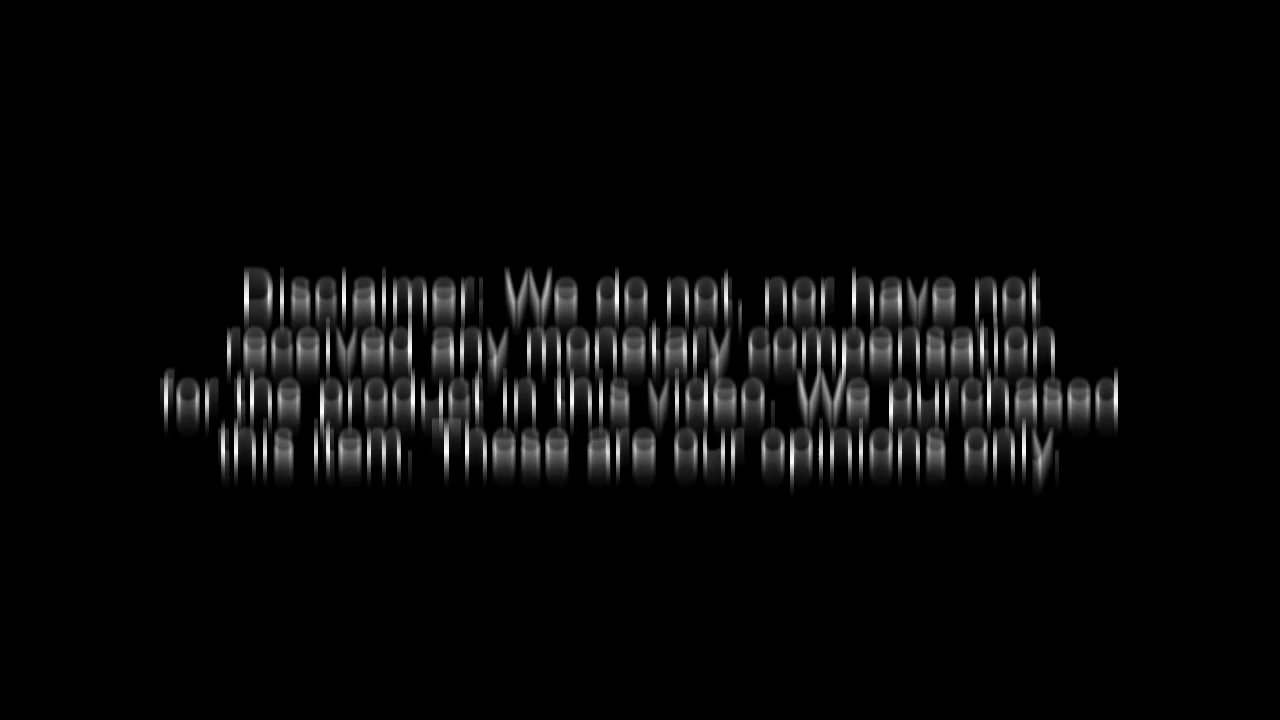 Disclaimer: We do not, nor have not
received any monetary compensation
for the product in this video. We purchased
this item. These are our opinions only.